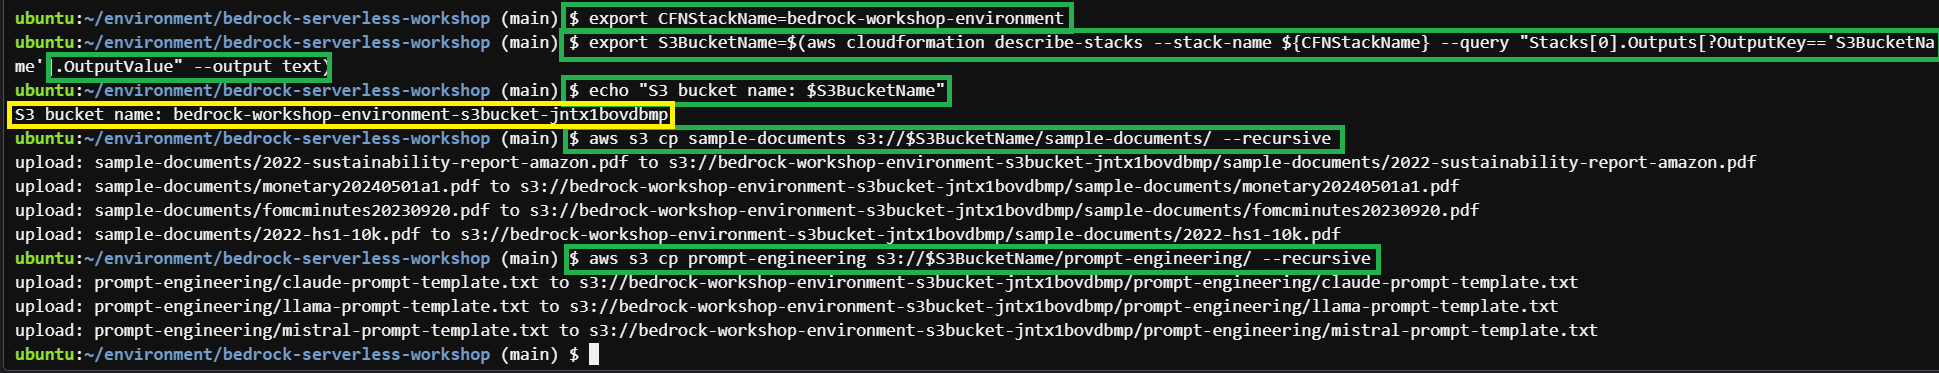 ubuntu:~/environment/bedrock-serverless-workshop (main) $ export CFNStackName=bedrock-workshop-environment
ubuntu:~/environment/bedrock-serverless-workshop (main) $ export S3BucketName=$(aws cloudformation describe-stacks --stack-name ${CFNStackName} --query "Stacks[0].Outputs[?OutputKey=='S3BucketNa
me'].OutputValue" --output text)
ubuntu:~/environment/bedrock-serverless-workshop (main) $ echo "S3 bucket name: $S3BucketName"
S3 bucket name: bedrock-workshop-environment-s3bucket-jntx1bovdbmp
ubuntu:~/environment/bedrock-serverless-workshop (main) $ aws s3 cp sample-documents s3://$S3BucketName/sample-documents/ --recursive
upload: sample-documents/2022-sustainability-report-amazon.pdf to s3://bedrock-workshop-environment-s3bucket-jntx1bovdbmp/sample-documents/2022-sustainability-report-amazon.pdf
upload: sample-documents/monetary20240501a1.pdf to s3://bedrock-workshop-environment-s3bucket-jntx1bovdbmp/sample-documents/monetary20240501a1.pdf
upload: sample-documents/fomcminutes20230920.pdf to s3://bedrock-workshop-environment-s3bucket-jntx1bovdbmp/sample-documents/fomcminutes20230920.pdf
upload: sample-documents/2022-hs1-10k.pdf to s3://bedrock-workshop-environment-s3bucket-jntx1bovdbmp/sample-documents/2022-hs1-10k.pdf
ubuntu:~/environment/bedrock-serverless-workshop (main) $ aws s3 cp prompt-engineering s3://$S3BucketName/prompt-engineering/ --recursive
upload: prompt-engineering/claude-prompt-template.txt to s3://bedrock-workshop-environment-s3bucket-jntx1bovdbmp/prompt-engineering/claude-prompt-template.txt
upload: prompt-engineering/llama-prompt-template.txt to s3://bedrock-workshop-environment-s3bucket-jntx1bovdbmp/prompt-engineering/llama-prompt-template.txt
upload: prompt-engineering/mistral-prompt-template.txt to s3://bedrock-workshop-environment-s3bucket-jntx1bovdbmp/prompt-engineering/mistral-prompt-template.txt
ubuntu:~/environment/bedrock-serverless-workshop (main) $